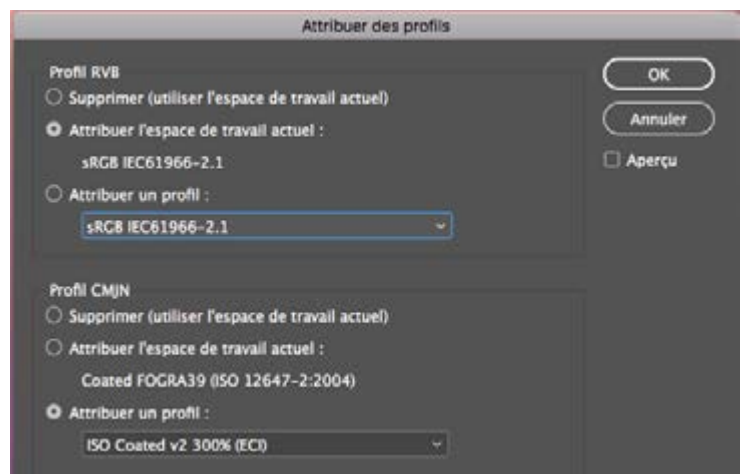 Attribuer des profils
Profil RVB
Supprimer (utiliser l'espace de travail actuel)
Attribuer l'espace de travail actuel :
sRGB IEC61966-2.1
Attribuer un profil :
sRGB IEC61966-2.1
OK
Annuler
Aperçu
Profil CMJN
Supprimer (utiliser l'espace de travail actuel)
Attribuer l'espace de travail actuel :
Coated FOGRA39 (ISO 12647-2:2004)
Attribuer un profil :
ISO Coated v2 300% (ECI)